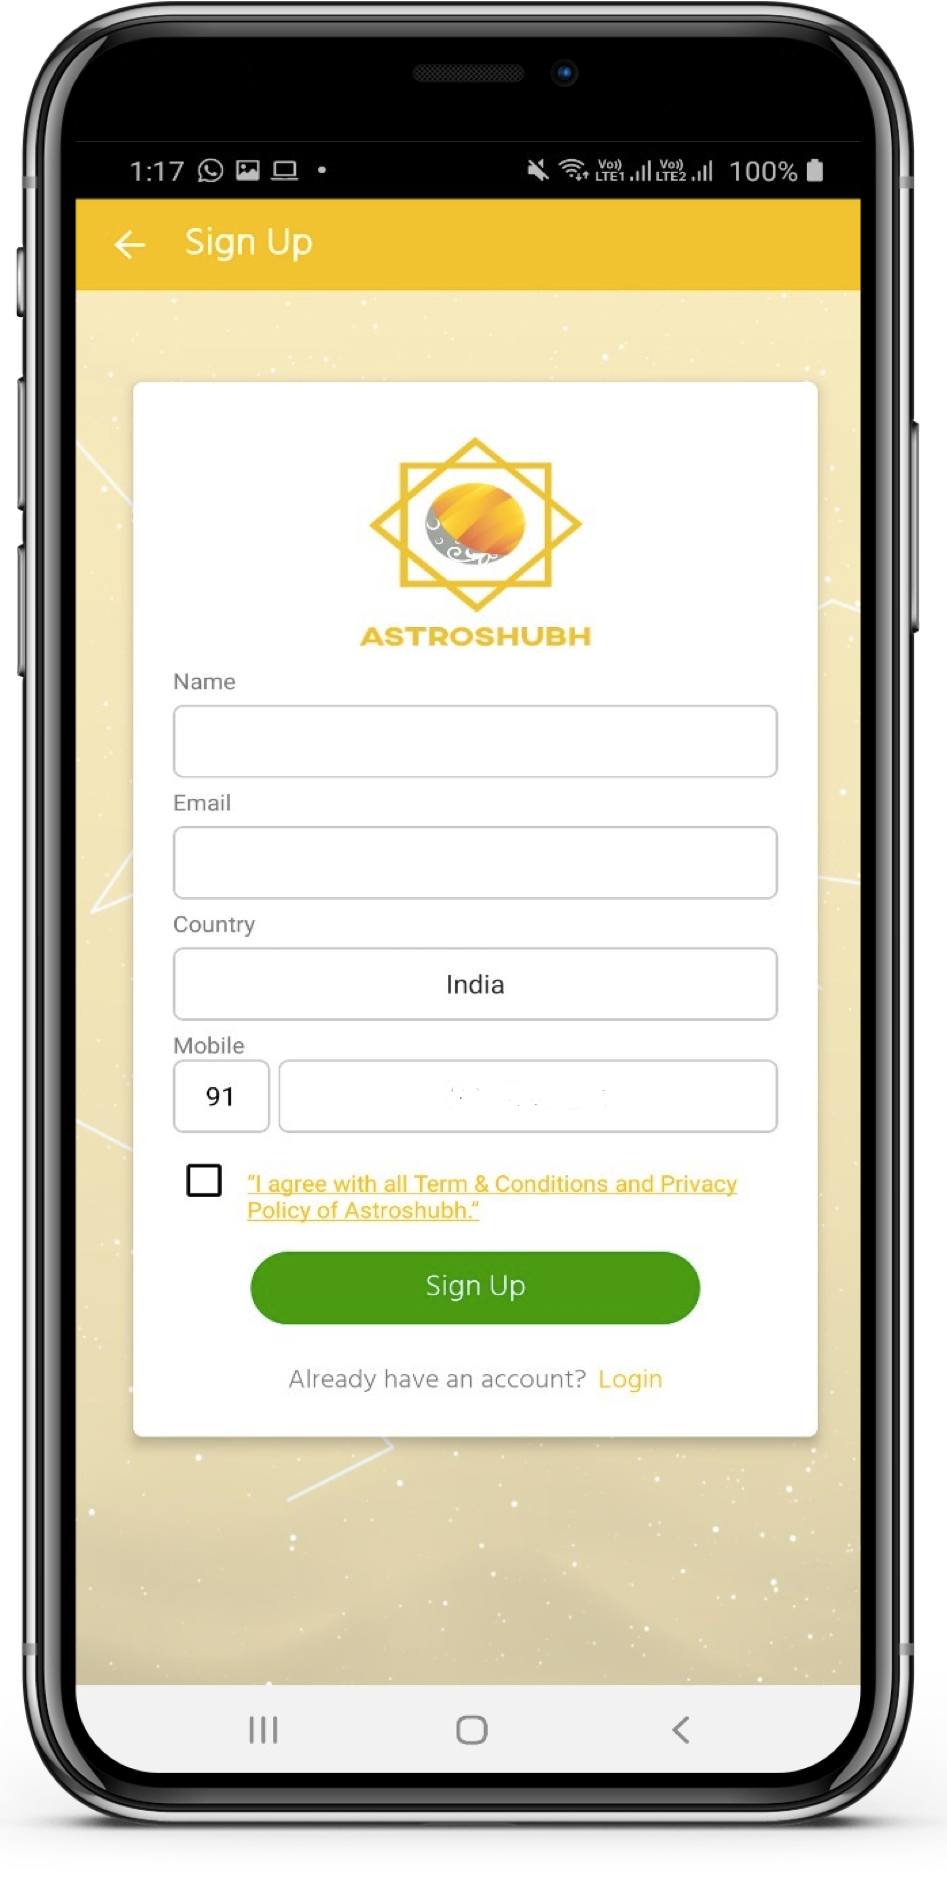 1:17 Vo)) LTE1 Vo)) LTE2 100%
Sign Up
ASTROSHUBH
Name
Email
Country
India
Mobile
91
“I agree with all Term & Conditions and Privacy
Policy of Astroshubh.”
Sign Up
Already have an account? Login